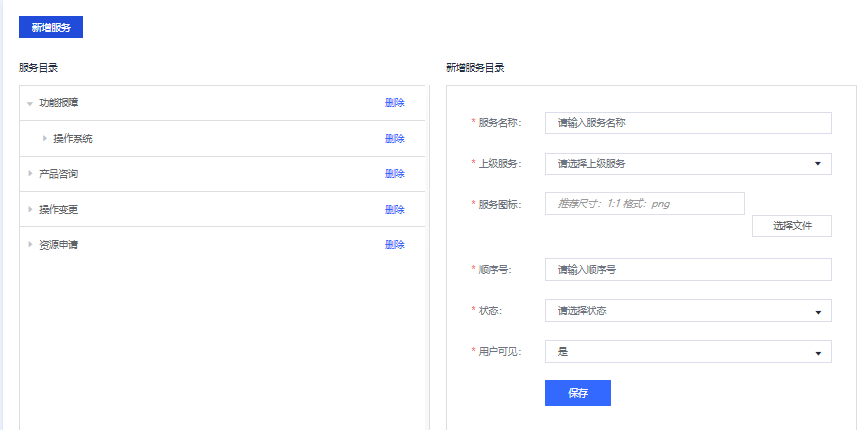 新增服务
服务目录
功能报障 删除
操作系统 删除
产品咨询 删除
操作变更 删除
资源申请 删除
新增服务目录
* 服务名称: 请输入服务名称
* 上级服务: 请选择上级服务
* 服务图标: 推荐尺寸：1:1 格式：png
选择文件
* 顺序号: 请输入顺序号
* 状态: 请选择状态
* 用户可见: 是
保存